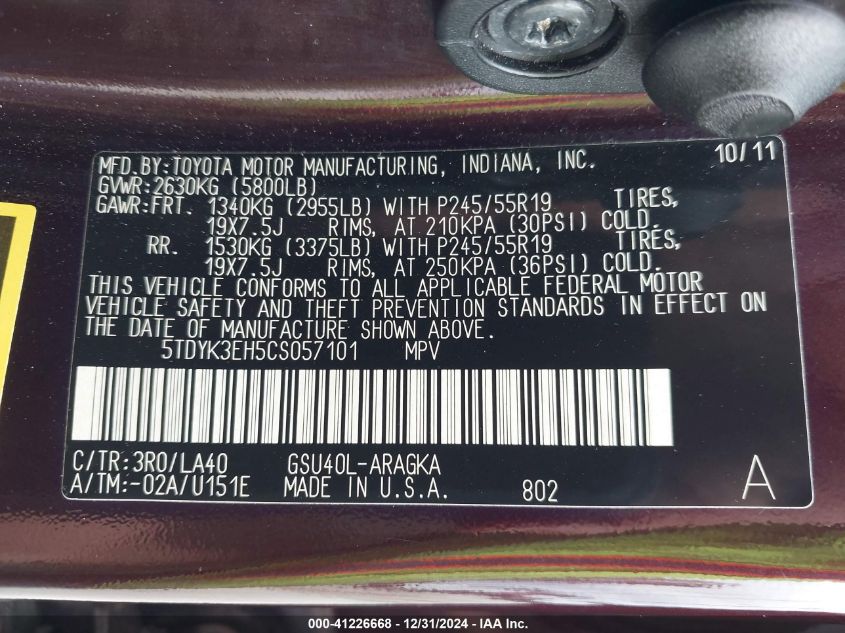 MFD. BY: TOYOTA MOTOR MANUFACTURING, INDIANA, INC. 10/11
GVWR: 2630KG (5800LB)
GAWR: FRT. 1340KG (2955LB) WITH P245/55R19 TIRES,
19X7.5J RIMS, AT 210KPA (30PSI) COLD.
RR. 1530KG (3375LB) WITH P245/55R19 TIRES,
19X7.5J RIMS, AT 250KPA (36PSI) COLD.
THIS VEHICLE CONFORMS TO ALL APPLICABLE FEDERAL MOTOR
VEHICLE SAFETY AND THEFT PREVENTION STANDARDS IN EFFECT ON
THE DATE OF MANUFACTURE SHOWN ABOVE.
5TDYK3EH5CS057101 MPV
C/TR: 3R0/LA40 GSU40L-ARAGKA
A/TM: -02A/U151E MADE IN U.S.A. 802 A
000-41226668 - 12/31/2024 - IAA Inc.